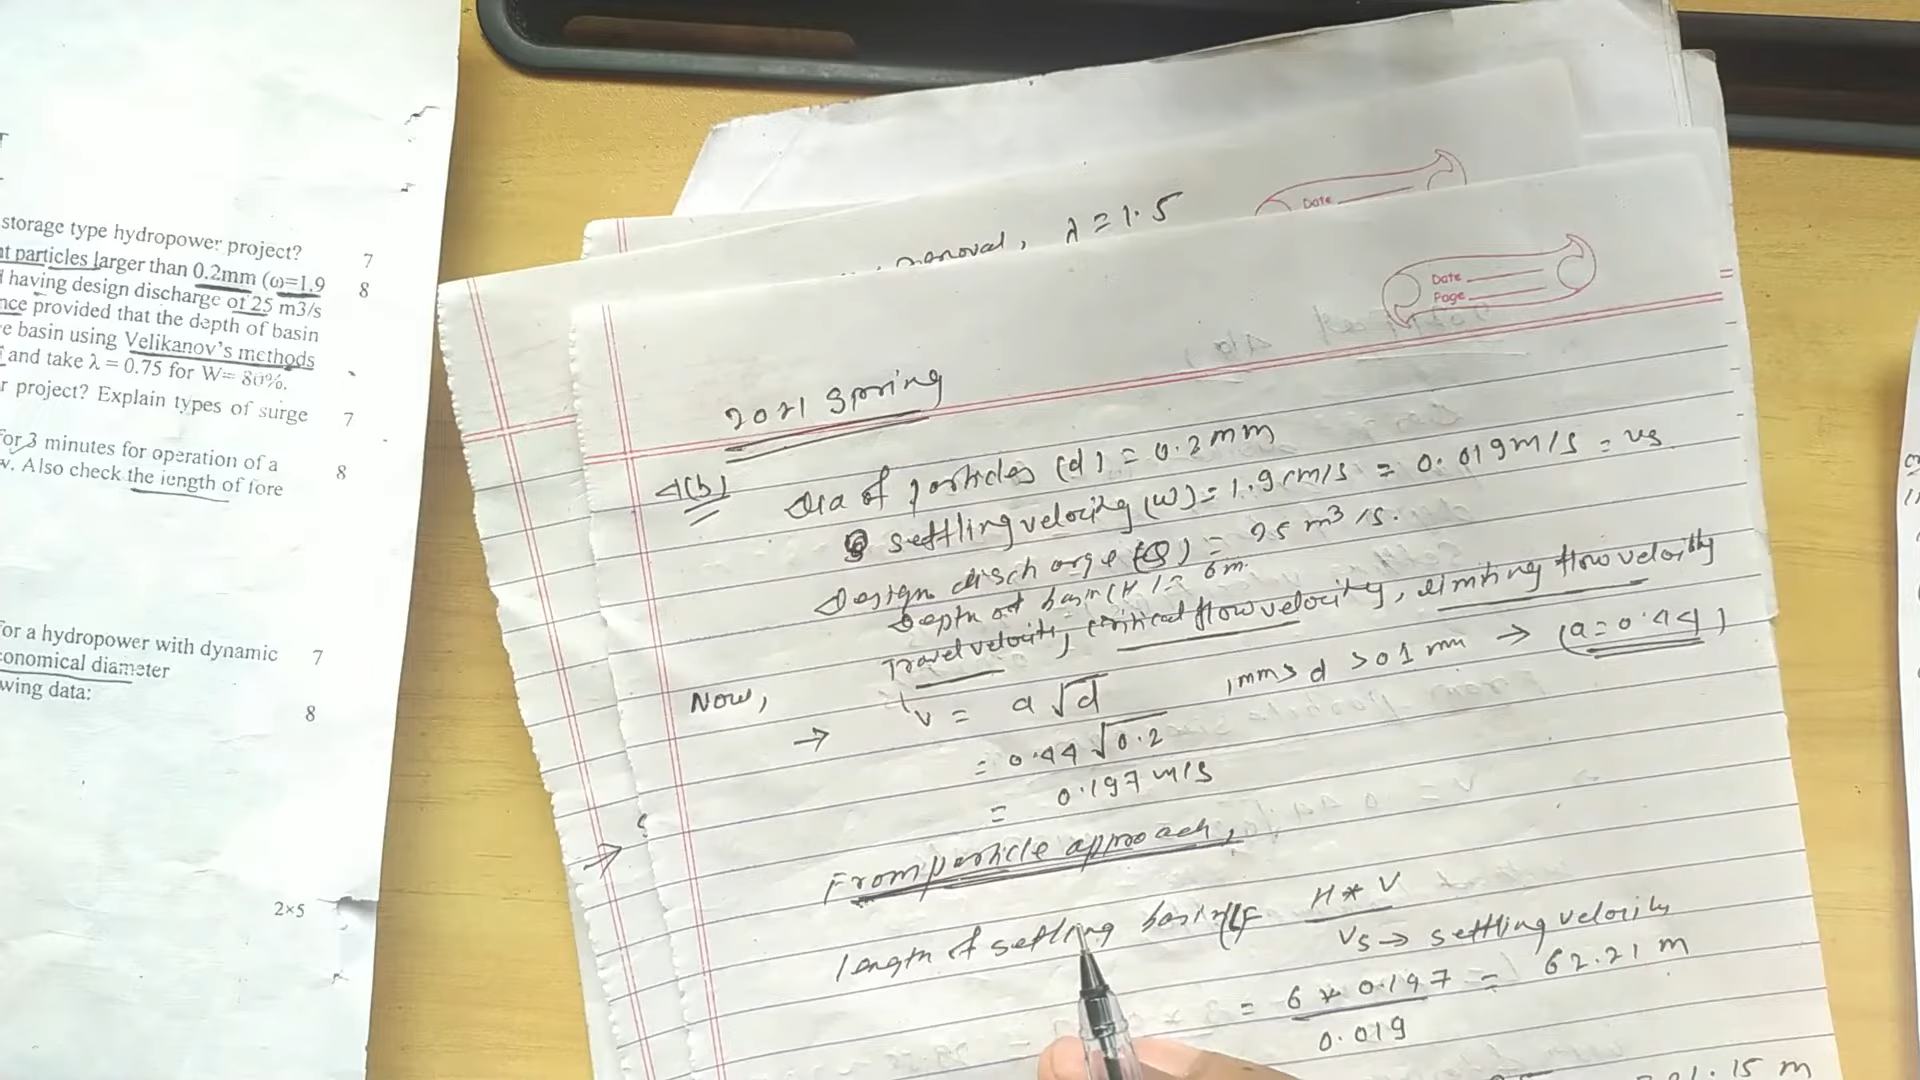 storage type hydropower project? 7
particles larger than 0.2mm (ω=1.9 8
having design discharge of 25 m3/s
provided that the depth of basin
basin using Velikanov's methods
and take λ = 0.75 for W= 80%.
project? Explain types of surge 7
for 3 minutes for operation of a
w. Also check the length of fore 8
for a hydropower with dynamic 7
conomical diameter
wing data:
8
2×5
removal, λ = 1.5
Date
Date
Page
2021 spring
4(b) dia of particles (d) = 0.2 mm
settling velocity (ω) = 1.9 cm/s = 0.019 m/s = vs
Design discharge (Q) = 25 m³/s.
Depth of basin (H) = 6m.
Travel velocity, critical flow velocity, limiting flow velocity
Now,
→ v = a √d 1mm > d > 0.1 mm → (a = 0.44)
= 0.44 √0.2
= 0.197 m/s
From particle approach,
length of settling basin (L) = H * V
Vs → settling velocity
= 6 * 0.197 = 62.21 m
0.019
.15 m